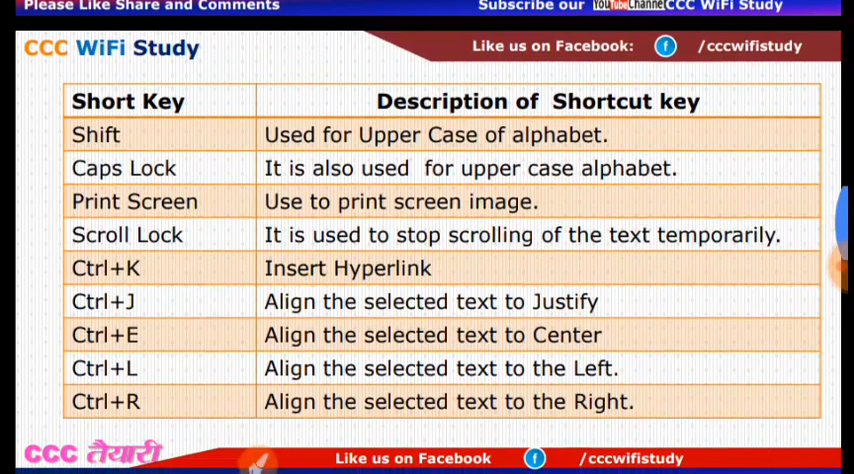 Please Like Share and Comments Subscribe our YouTube Channel CCC WiFi Study
CCC WiFi Study Like us on Facebook: f /cccwifistudy
Short Key Description of Shortcut key
Shift Used for Upper Case of alphabet.
Caps Lock It is also used for upper case alphabet.
Print Screen Use to print screen image.
Scroll Lock It is used to stop scrolling of the text temporarily.
Ctrl+K Insert Hyperlink
Ctrl+J Align the selected text to Justify
Ctrl+E Align the selected text to Center
Ctrl+L Align the selected text to the Left.
Ctrl+R Align the selected text to the Right.
CCC तैयारी Like us on Facebook f /cccwifistudy